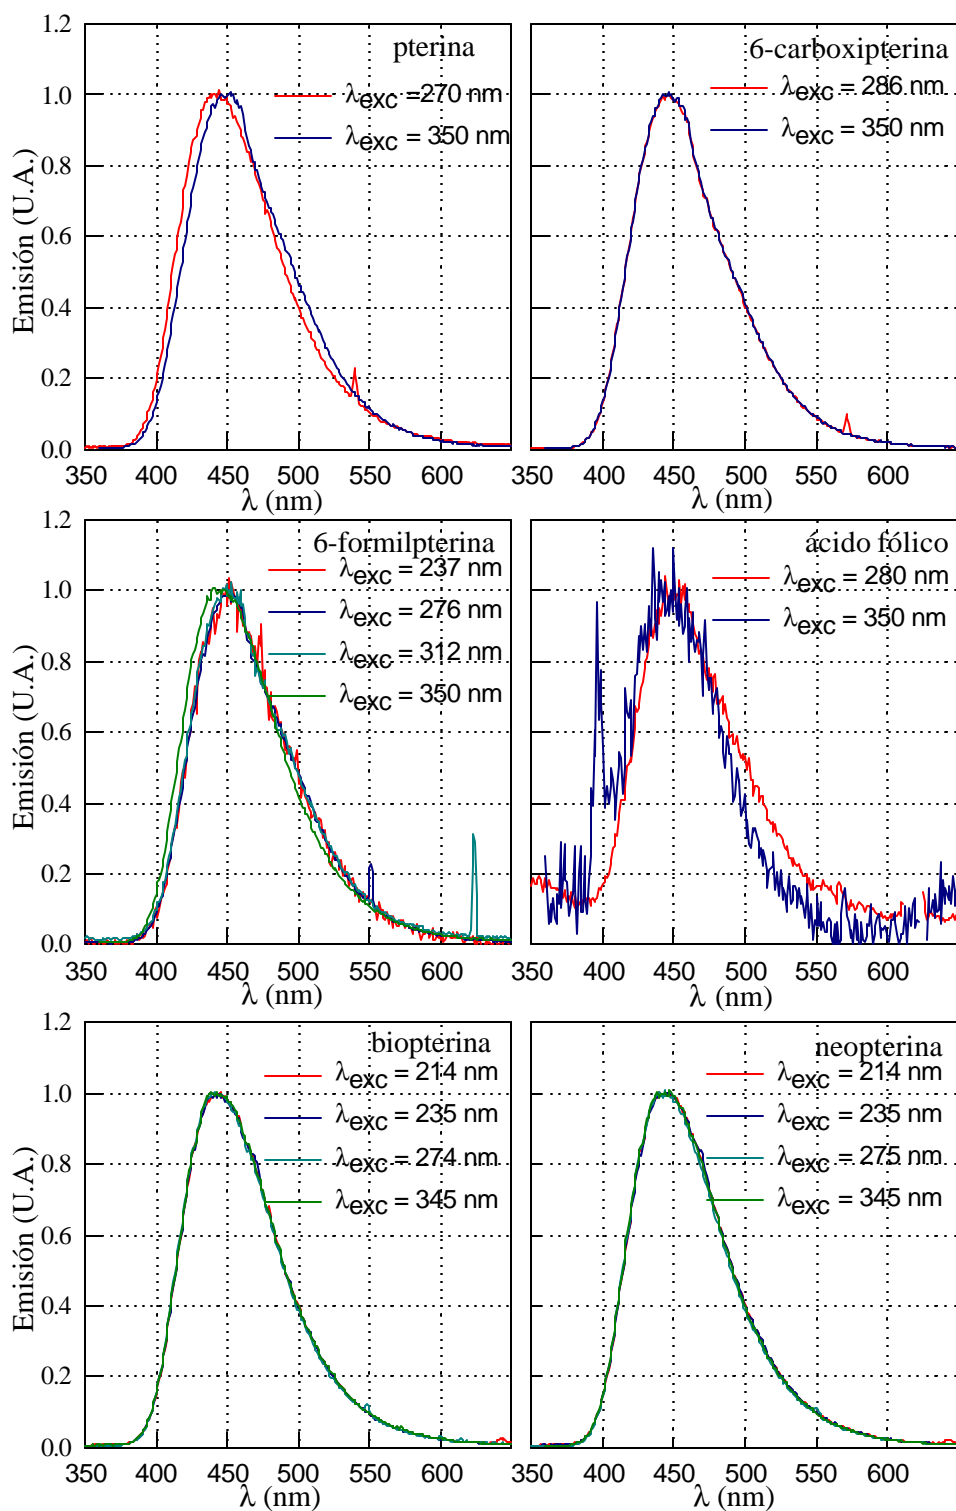 pterina
λexc =270 nm
λexc = 350 nm
Emisión (U.A.)
1.2
1.0
0.8
0.6
0.4
0.2
0.0
350 400 450 500 550 600
λ (nm)
6-carboxipterina
λexc = 286 nm
λexc = 350 nm
350 400 450 500 550 600
λ (nm)
6-formilpterina
λexc = 237 nm
λexc = 276 nm
λexc = 312 nm
λexc = 350 nm
Emisión (U.A.)
1.2
1.0
0.8
0.6
0.4
0.2
0.0
350 400 450 500 550 600
λ (nm)
ácido fólico
λexc = 280 nm
λexc = 350 nm
350 400 450 500 550 600
λ (nm)
biopterina
λexc = 214 nm
λexc = 235 nm
λexc = 274 nm
λexc = 345 nm
Emisión (U.A.)
1.2
1.0
0.8
0.6
0.4
0.2
0.0
350 400 450 500 550 600
λ (nm)
neopterina
λexc = 214 nm
λexc = 235 nm
λexc = 275 nm
λexc = 345 nm
350 400 450 500 550 600
λ (nm)